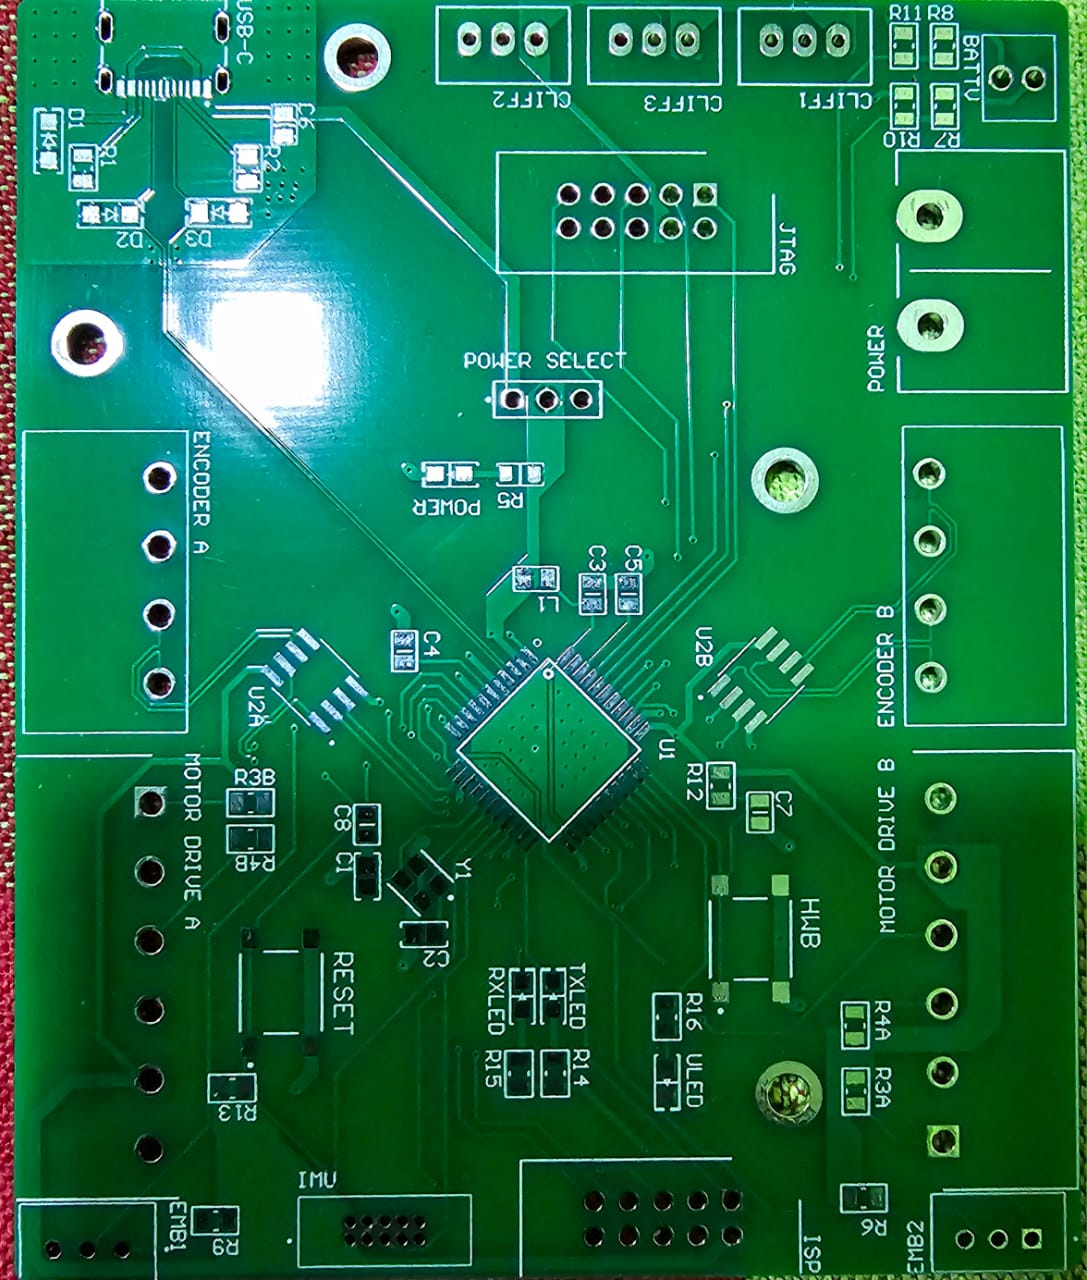 USB-C
CLIFF2
CLIFF3
CLIFF1
R11
R8
BATTV
R10
R7
D1
R1
C6
R2
D2
D3
JTAG
POWER
POWER SELECT
POWER
R5
ENCODER A
L1
C3
C5
C4
U2A
U2B
ENCODER B
U1
MOTOR DRIVE A
R3B
R4B
C8
C1
Y1
C2
R12
C7
MOTOR DRIVE B
HWB
RESET
RXLED
TXLED
R16
R4A
R15
R14
ULED
R3A
R13
IMU
EMB1
R9
ISP
R6
EMB2